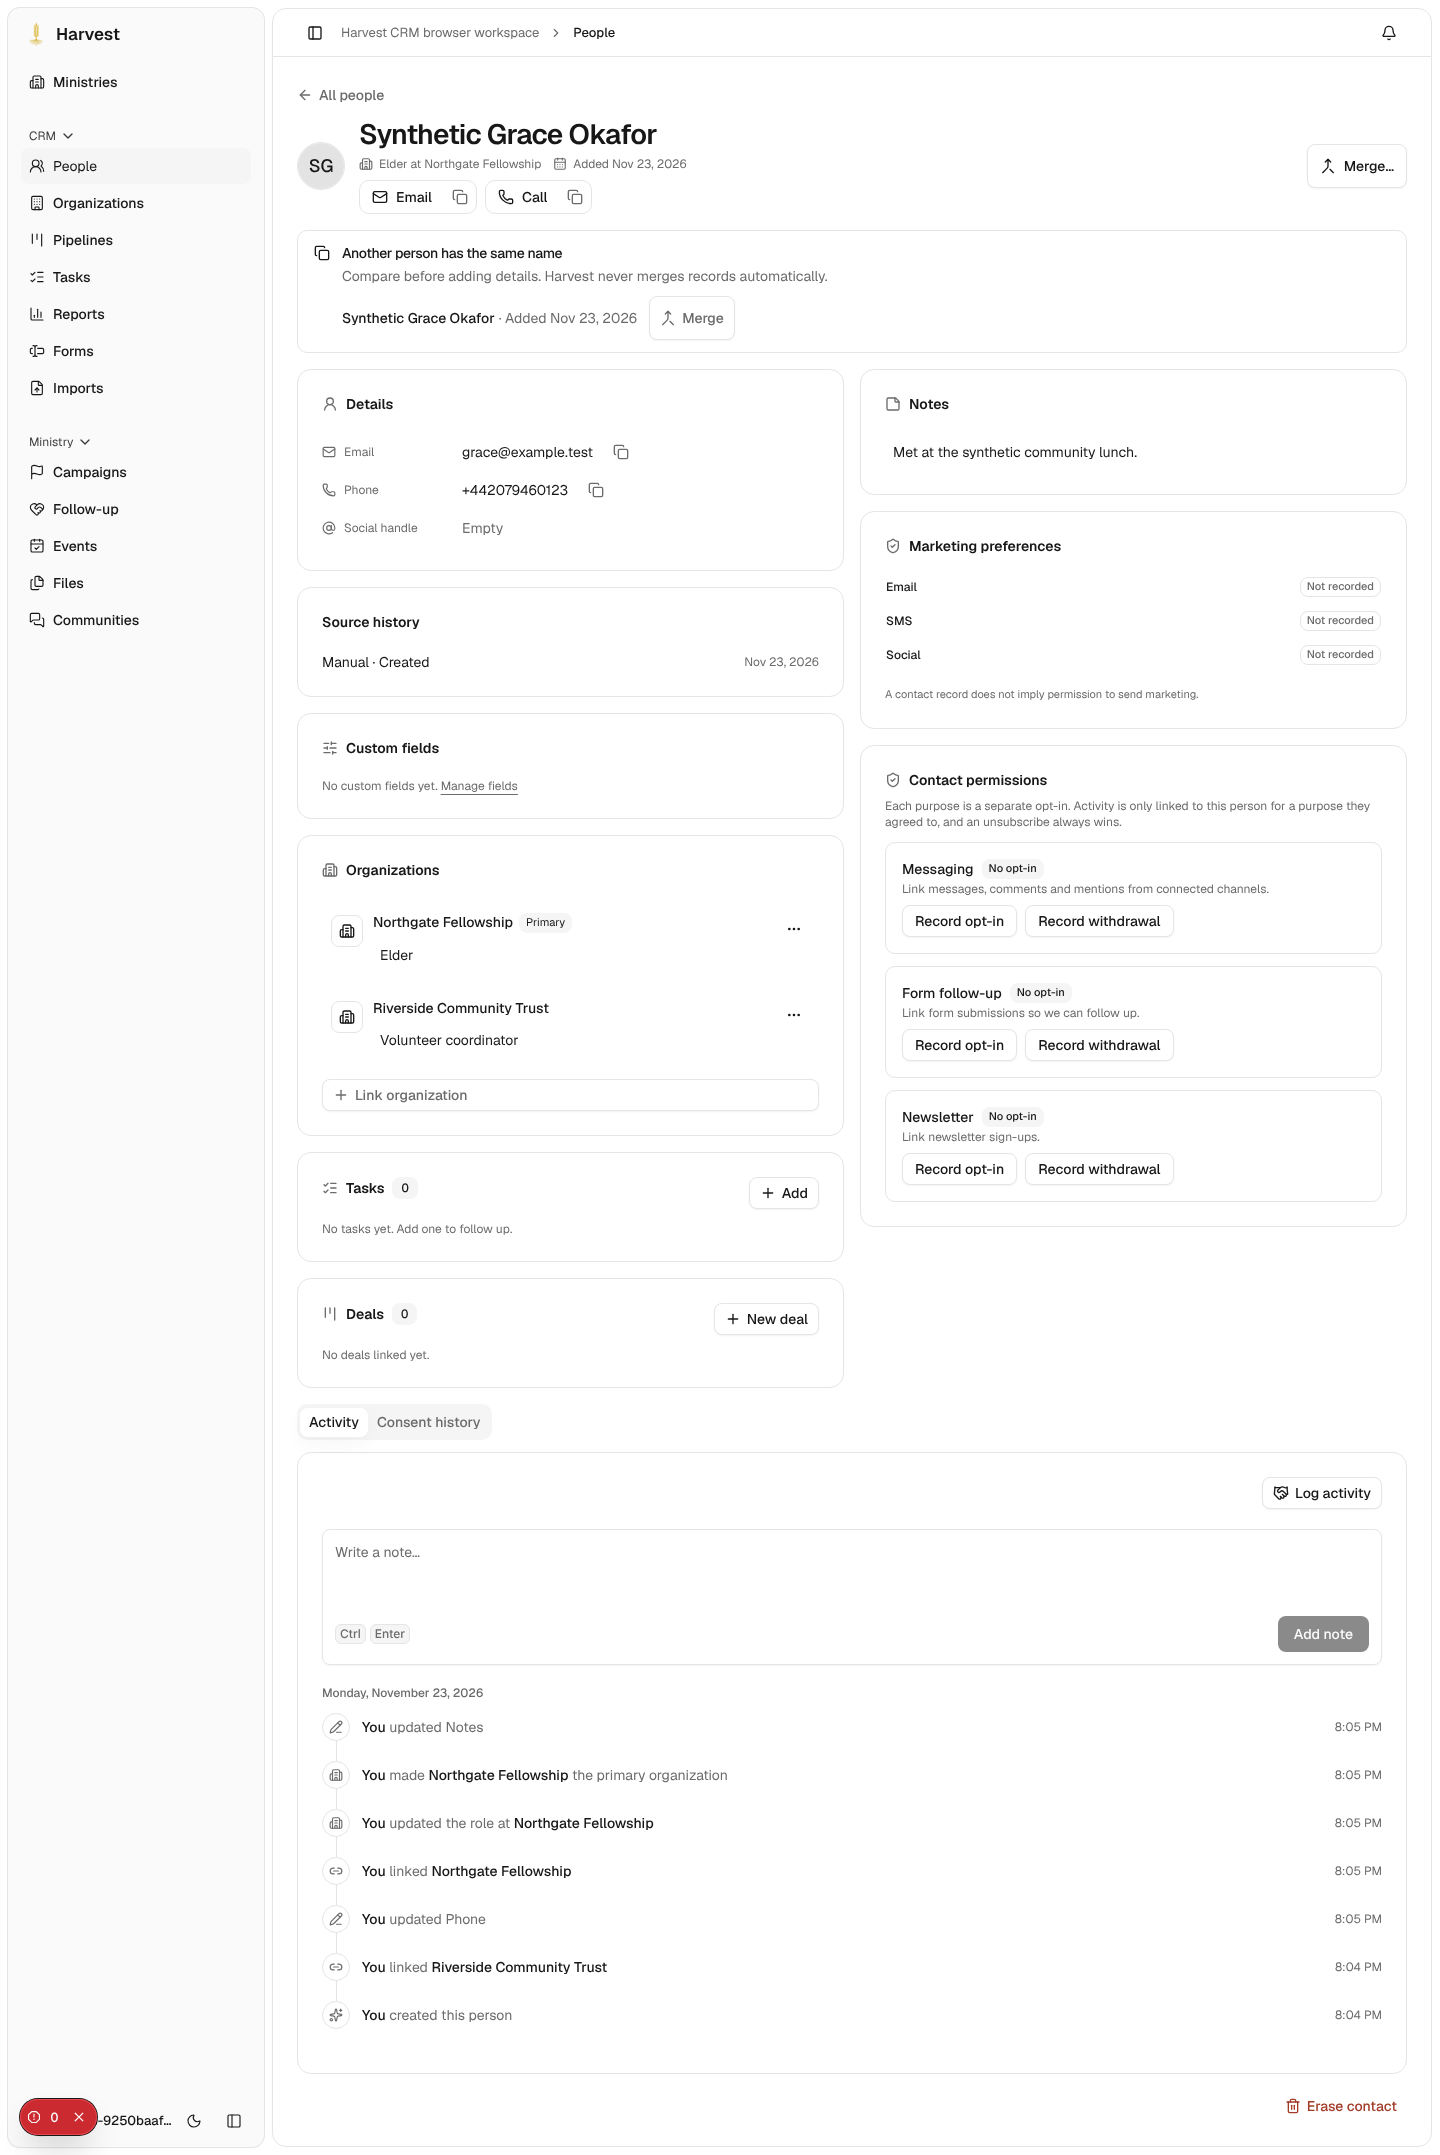 Harvest
Ministries
CRM
People
Organizations
Pipelines
Tasks
Reports
Forms
Imports
Ministry
Campaigns
Follow-up
Events
Files
Communities
0
-9250baaf...
Harvest CRM browser workspace
People
All people
SG
Synthetic Grace Okafor
Elder at Northgate Fellowship Added Nov 23, 2026
Email
Call
Merge...
Another person has the same name
Compare before adding details. Harvest never merges records automatically.
Synthetic Grace Okafor · Added Nov 23, 2026 Merge
Details
Email grace@example.test
Phone +442079460123
Social handle Empty
Source history
Manual · Created Nov 23, 2026
Custom fields
No custom fields yet. Manage fields
Organizations
Northgate Fellowship Primary
Elder
Riverside Community Trust
Volunteer coordinator
Link organization
Tasks 0 Add
No tasks yet. Add one to follow up.
Deals 0 New deal
No deals linked yet.
Notes
Met at the synthetic community lunch.
Marketing preferences
Email Not recorded
SMS Not recorded
Social Not recorded
A contact record does not imply permission to send marketing.
Contact permissions
Each purpose is a separate opt-in. Activity is only linked to this person for a purpose they
agreed to, and an unsubscribe always wins.
Messaging No opt-in
Link messages, comments and mentions from connected channels.
Record opt-in Record withdrawal
Form follow-up No opt-in
Link form submissions so we can follow up.
Record opt-in Record withdrawal
Newsletter No opt-in
Link newsletter sign-ups.
Record opt-in Record withdrawal
Activity Consent history
Log activity
Write a note...
Ctrl Enter Add note
Monday, November 23, 2026
You updated Notes 8:05 PM
You made Northgate Fellowship the primary organization 8:05 PM
You updated the role at Northgate Fellowship 8:05 PM
You linked Northgate Fellowship 8:05 PM
You updated Phone 8:05 PM
You linked Riverside Community Trust 8:04 PM
You created this person 8:04 PM
Erase contact